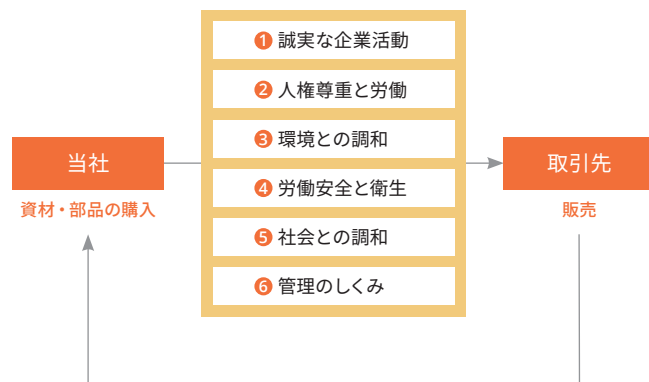 ❶ 誠実な企業活動
❷ 人権尊重と労働
❸ 環境との調和
❹ 労働安全と衛生
❺ 社会との調和
❻ 管理のしくみ
当社
資材・部品の購入
取引先
販売